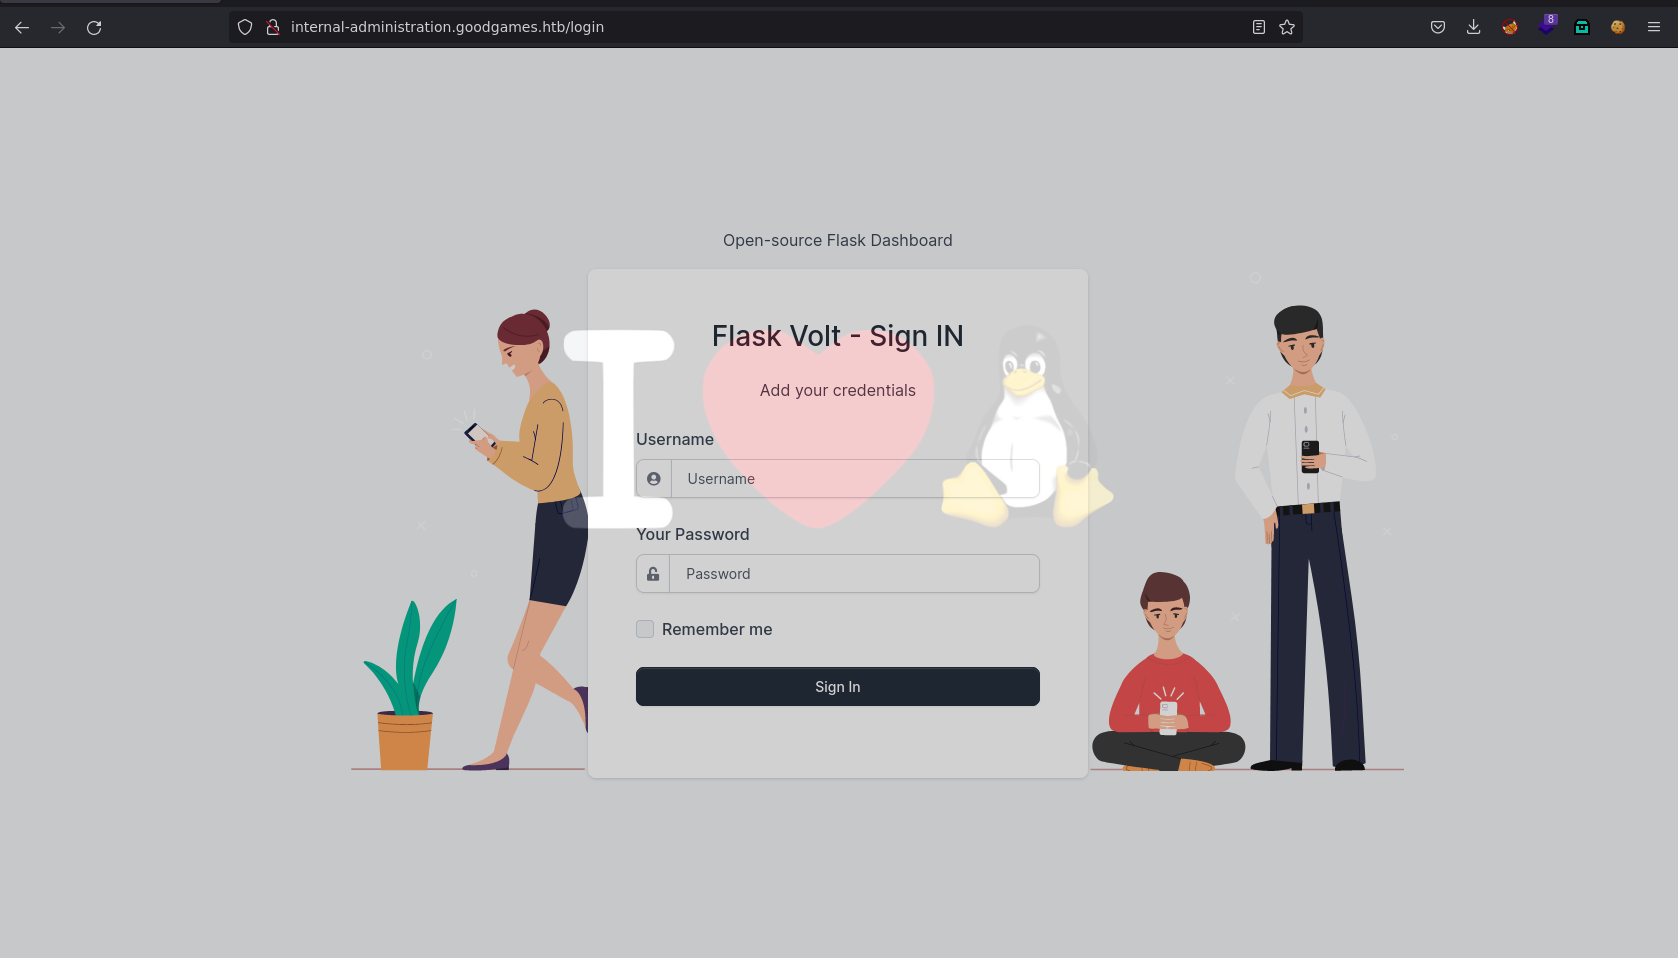 internal-administration.goodgames.htb/login
8
Open-source Flask Dashboard
Flask Volt - Sign IN
Add your credentials
I
Username
Username
Your Password
Password
Remember me
Sign In